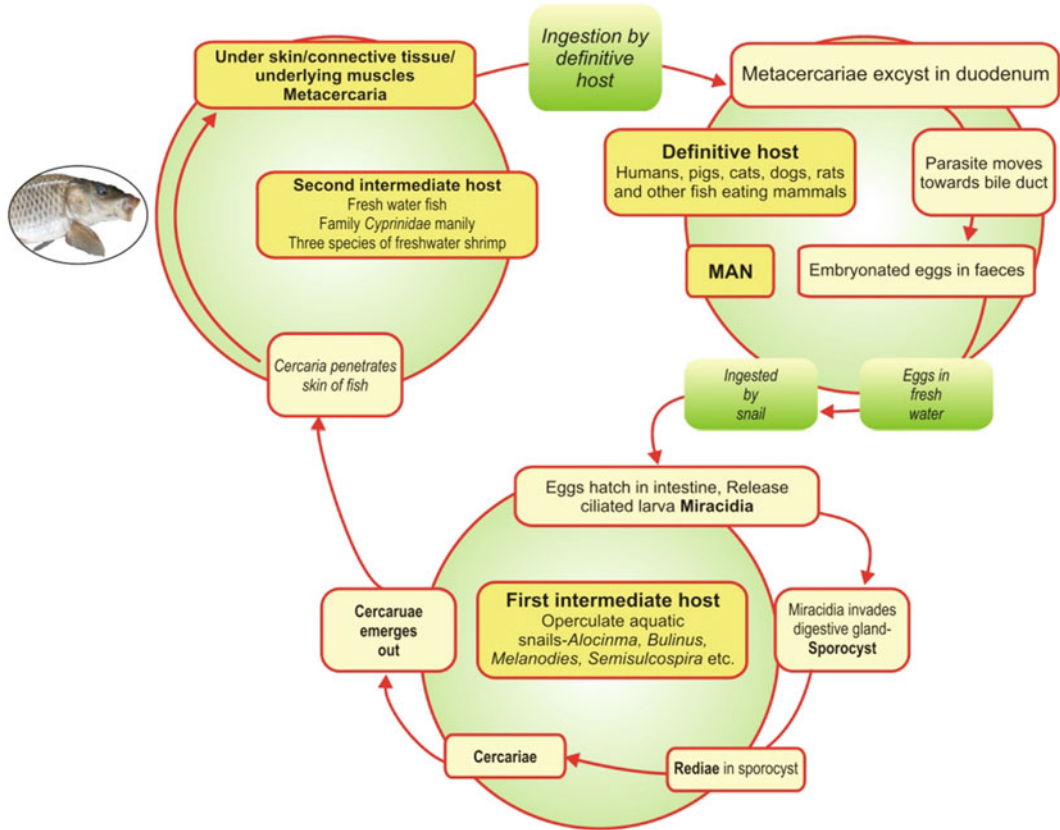 Under skin/connective tissue/
underlying muscles
Metacercaria
Ingestion by
definitive
host
Metacercariae excyst in duodenum
Second intermediate host
Fresh water fish
Family Cyprinidae manily
Three species of freshwater shrimp
Definitive host
Humans, pigs, cats, dogs, rats
and other fish eating mammals
Parasite moves
towards bile duct
MAN
Embryonated eggs in faeces
Cercaria penetrates
skin of fish
Ingested
by
snail
Eggs in
fresh
water
Eggs hatch in intestine, Release
ciliated larva Miracidia
Cercaruae
emerges
out
First intermediate host
Operculate aquatic
snails-Alocinma, Bulinus,
Melanodies, Semisulcospira etc.
Miracidia invades
digestive gland-
Sporocyst
Cercariae
Rediae in sporocyst